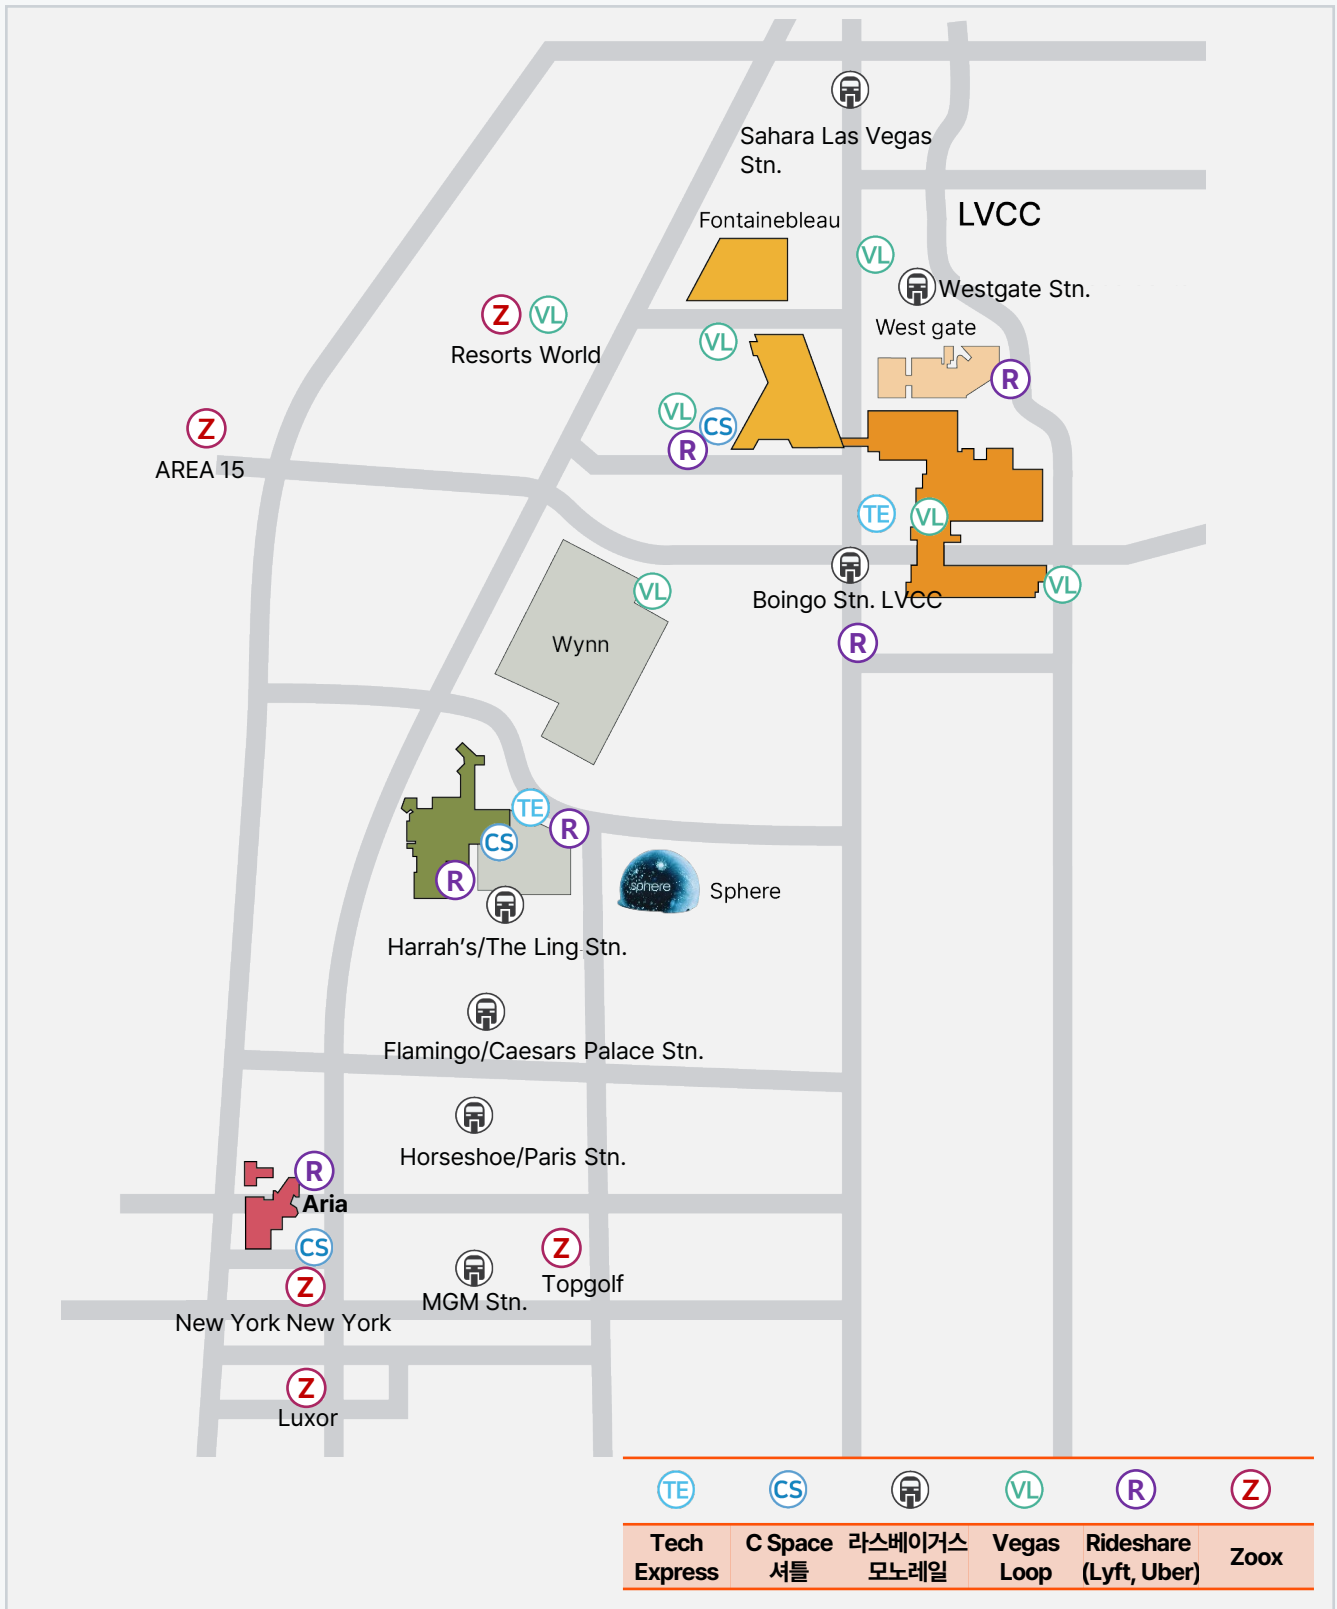 Sahara Las Vegas
Stn.
LVCC
Fontainebleau
VL
Westgate Stn.
Z
VL
Resorts World
VL
West gate
R
VL
CS
R
Z
AREA 15
TE
VL
Boingo Stn. LVCC
VL
VL
Wynn
R
TE
R
CS
R
sphere
Sphere
Harrah's/The Ling Stn.
Flamingo/Caesars Palace Stn.
Horseshoe/Paris Stn.
R
Aria
CS
Z
New York New York
MGM Stn.
Z
Topgolf
Z
Luxor
TE
CS
VL
R
Z
Tech
Express
C Space
셔틀
라스베이거스
모노레일
Vegas
Loop
Rideshare
(Lyft, Uber)
Zoox